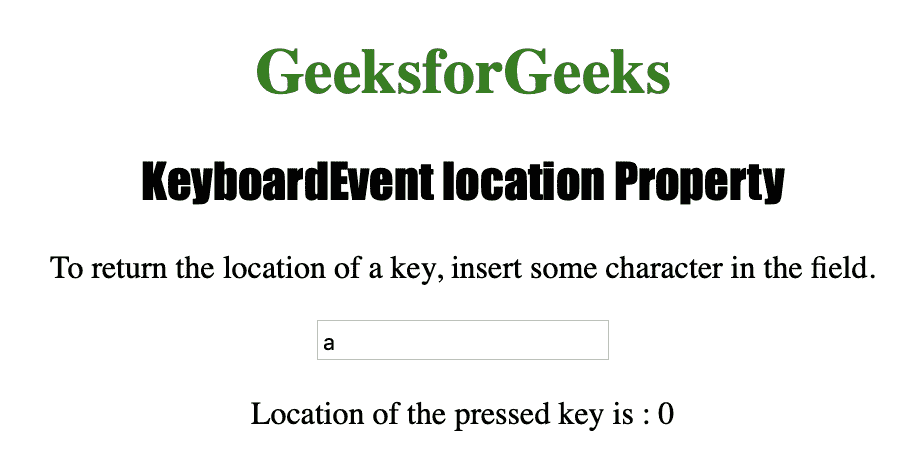 GeeksforGeeks
KeyboardEvent location Property
To return the location of a key, insert some character in the field.
a
Location of the pressed key is : 0